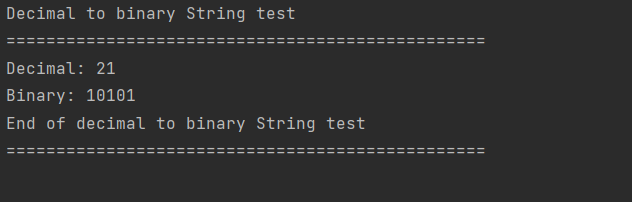 Decimal to binary String test
================================================
Decimal: 21
Binary: 10101
End of decimal to binary String test
================================================